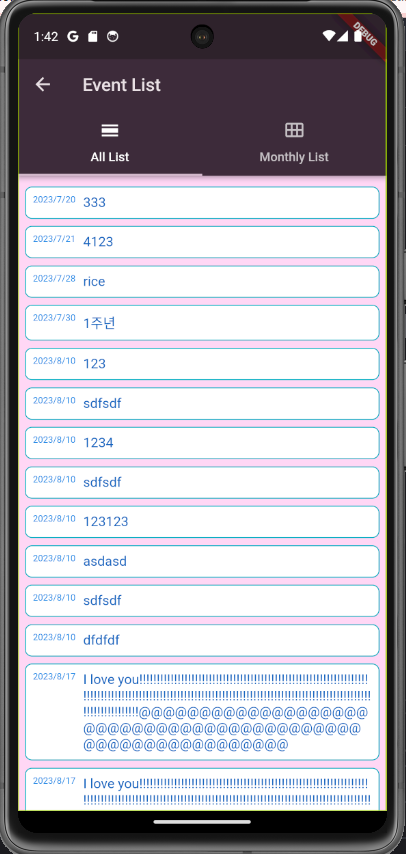 1:42
DEBUG
Event List
All List
Monthly List
2023/7/20 333
2023/7/21 4123
2023/7/28 rice
2023/7/30 1주년
2023/8/10 123
2023/8/10 sdfsdf
2023/8/10 1234
2023/8/10 sdfsdf
2023/8/10 123123
2023/8/10 asdasd
2023/8/10 sdfsdf
2023/8/10 dfdfdf
2023/8/17 I love you!!!!!!!!!!!!!!!!!!!!!!!!!!!!!!!!!!!!!!!!!!!!!!!!!!!!!!!!!!!!!!!!!!
!!!!!!!!!!!!!!!!!!!!!!!!!!!!!!!!!!!!!!!!!!!!!!!!!!!!!!!!!!!!!!!!!!!!!!!!!!!!!!!!!!
!!!!!!!!!!!!!!!!@@@@@@@@@@@@@@@@@@@
@@@@@@@@@@@@@@@@@@@@@@@
@@@@@@@@@@@@@@@@@
2023/8/17 I love you!!!!!!!!!!!!!!!!!!!!!!!!!!!!!!!!!!!!!!!!!!!!!!!!!!!!!!!!!!!!!!!!!!
!!!!!!!!!!!!!!!!!!!!!!!!!!!!!!!!!!!!!!!!!!!!!!!!!!!!!!!!!!!!!!!!!!!!!!!!!!!!!!!!!!